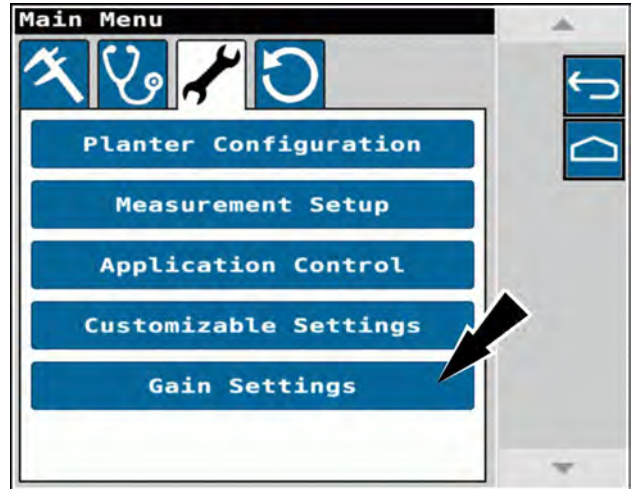 Main Menu
Planter Configuration
Measurement Setup
Application Control
Customizable Settings
Gain Settings